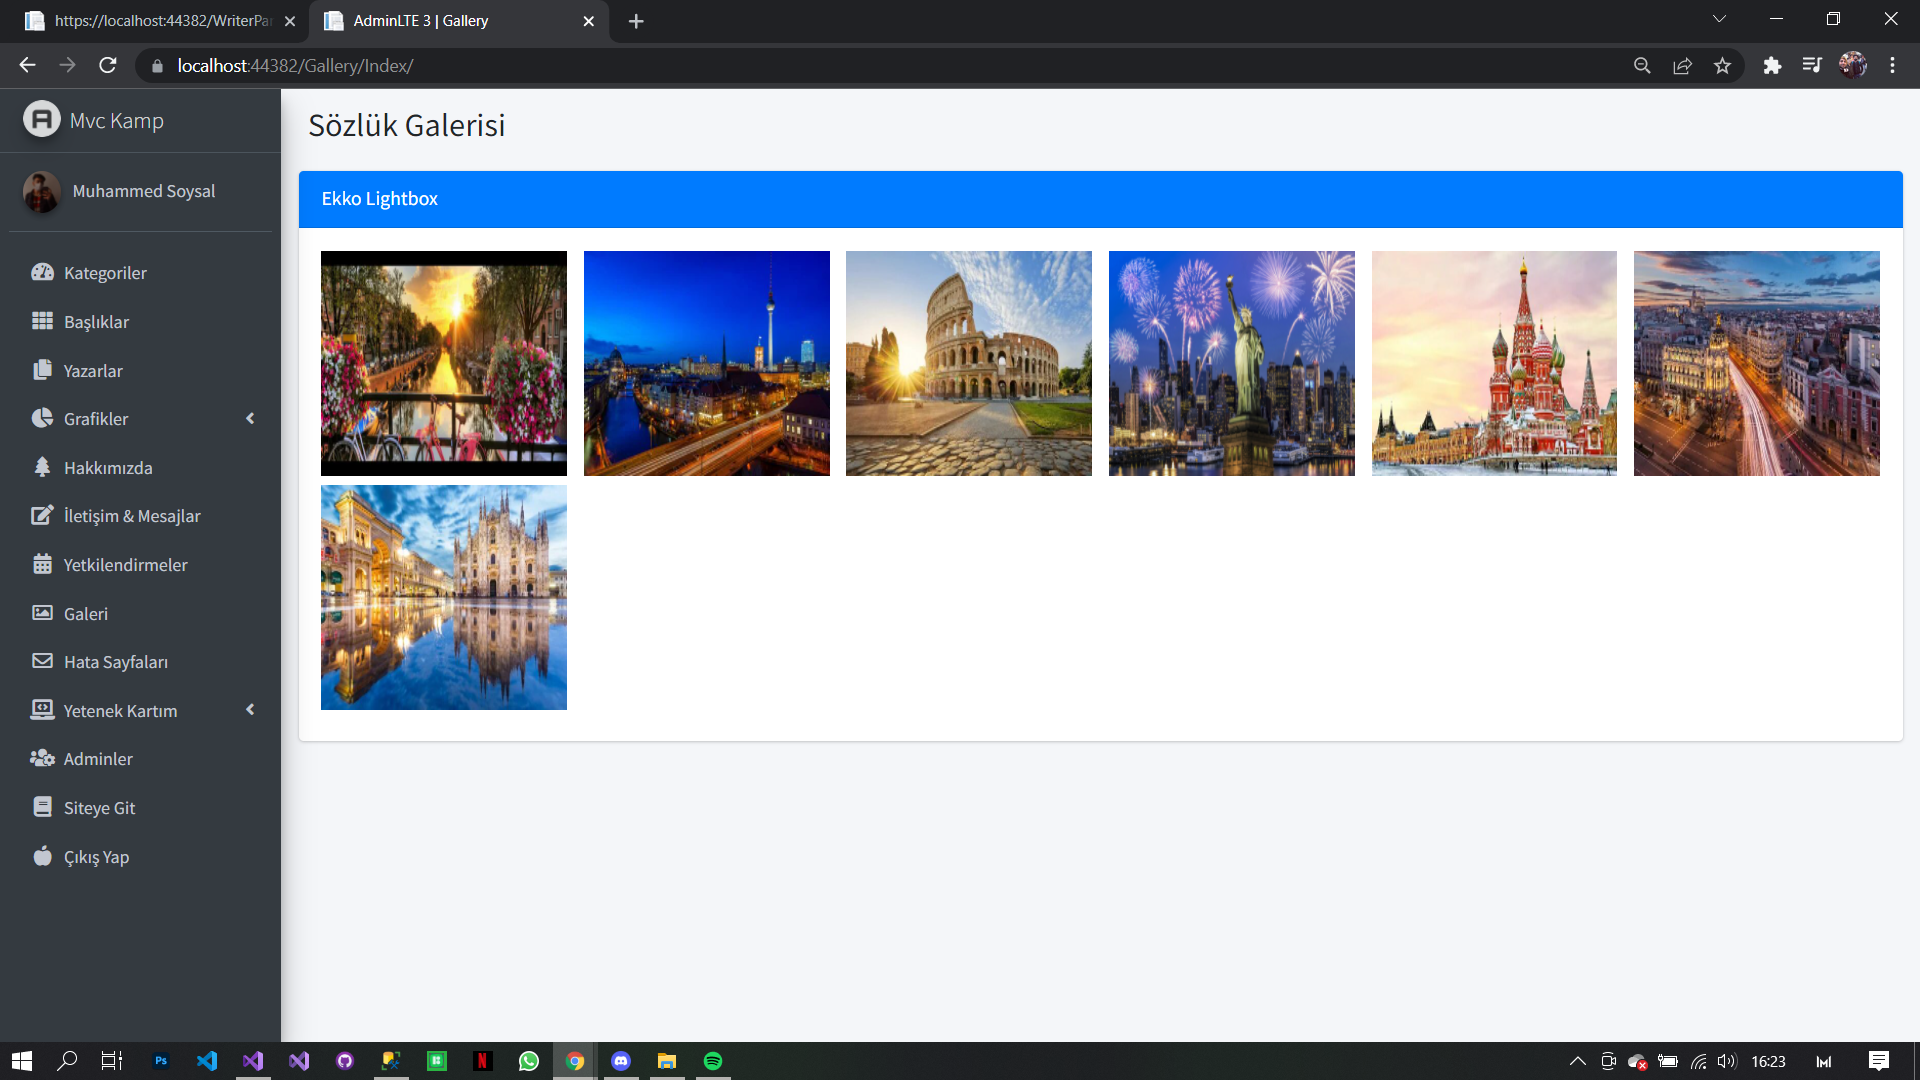 https://localhost:44382/WriterPar
AdminLTE 3 | Gallery
localhost:44382/Gallery/Index/
Mvc Kamp
Muhammed Soysal
Kategoriler
Başlıklar
Yazarlar
Grafikler
Hakkımızda
İletişim & Mesajlar
Yetkilendirmeler
Galeri
Hata Sayfaları
Yetenek Kartım
Adminler
Siteye Git
Çıkış Yap
Sözlük Galerisi
Ekko Lightbox
Ps
N
16:23